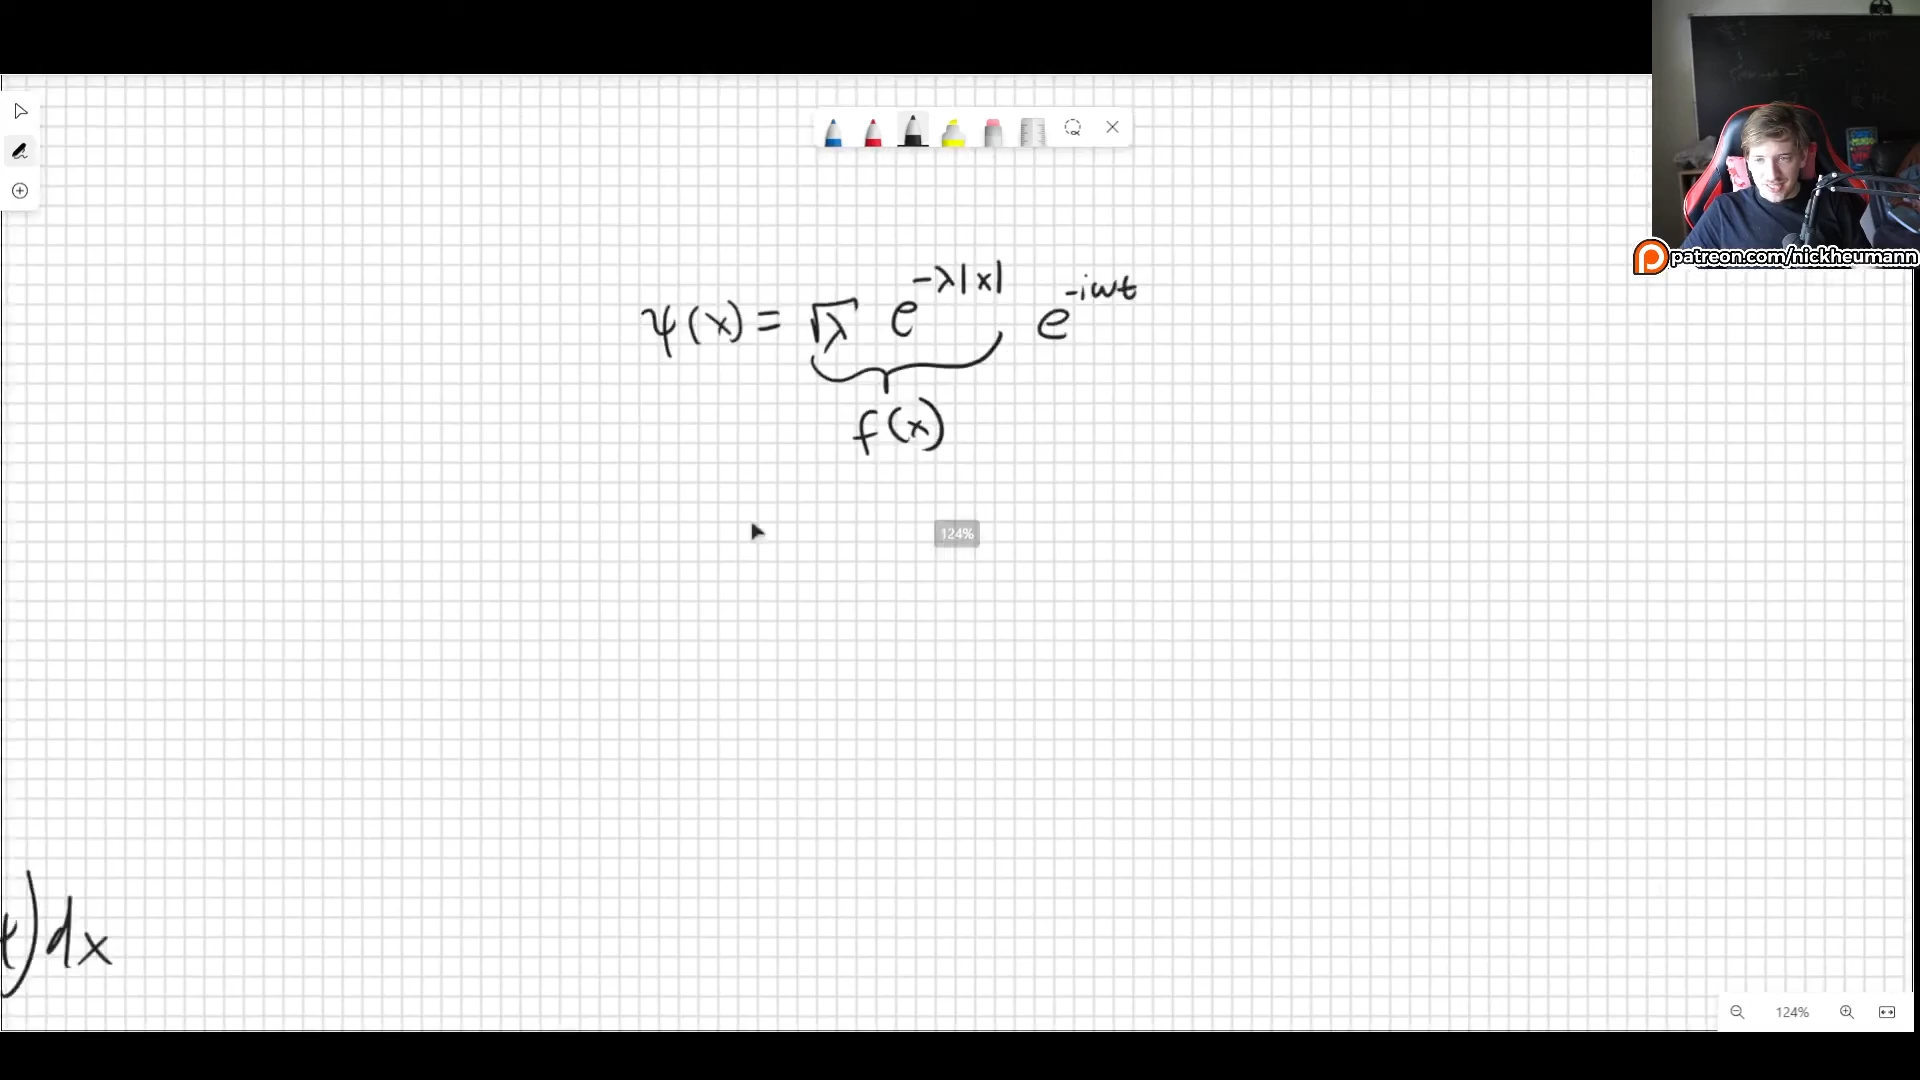 patreon.com/nickheumann
ψ(x) = √λ e^{-λ|x|} e^{-iωt}
f(x)
124%
t)dx
124%